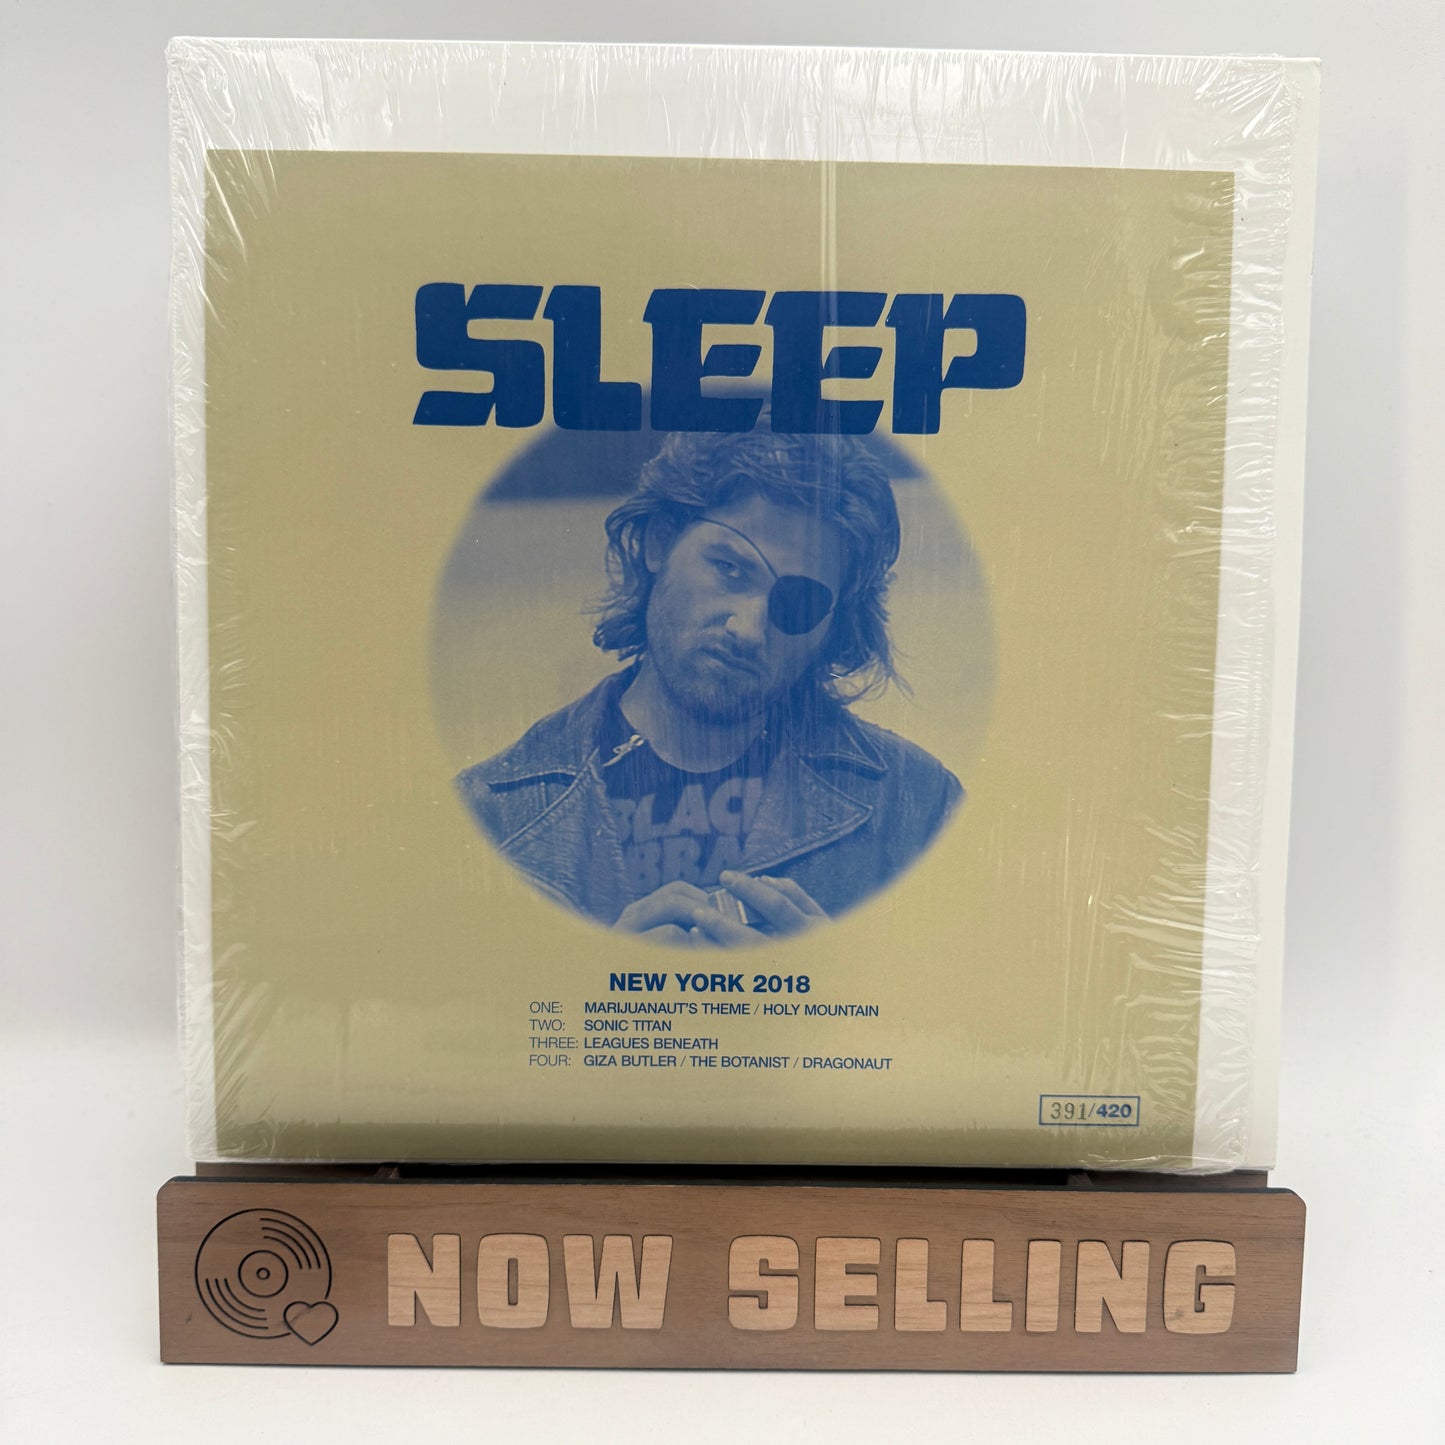 SLEEP
BLACK
BBRA
NEW YORK 2018
ONE: MARIJUANAUT'S THEME / HOLY MOUNTAIN
TWO: SONIC TITAN
THREE: LEAGUES BENEATH
FOUR: GIZA BUTLER / THE BOTANIST / DRAGONAUT
391/420
NOW SELLING